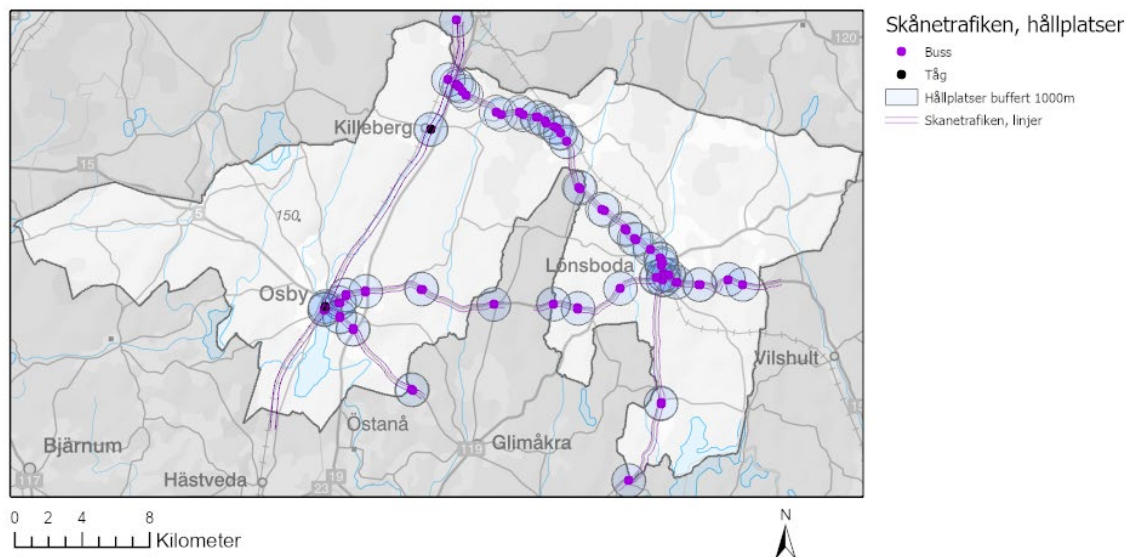 Skånetrafiken, hållplatser
Buss
Tåg
Hållplatser buffert 1000m
Skanetrafiken, linjer
120
Killeberg
15
150
Lönsboda
Osby
Vilshult
Östanå
Glimåkra
Bjärnum
119
117
Hästveda
19
23
0 2 4 8
Kilometer
N